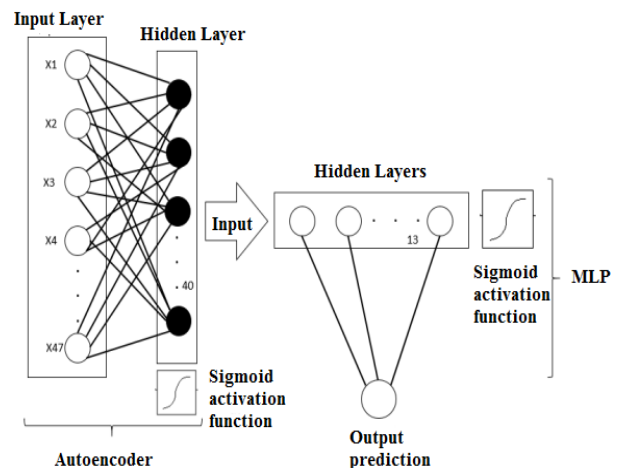 Input Layer
Hidden Layer
X1
X2
X3
X4
X47
40
Sigmoid
activation
function
Autoencoder
Input
Hidden Layers
13
Sigmoid
activation
function
MLP
Output
prediction